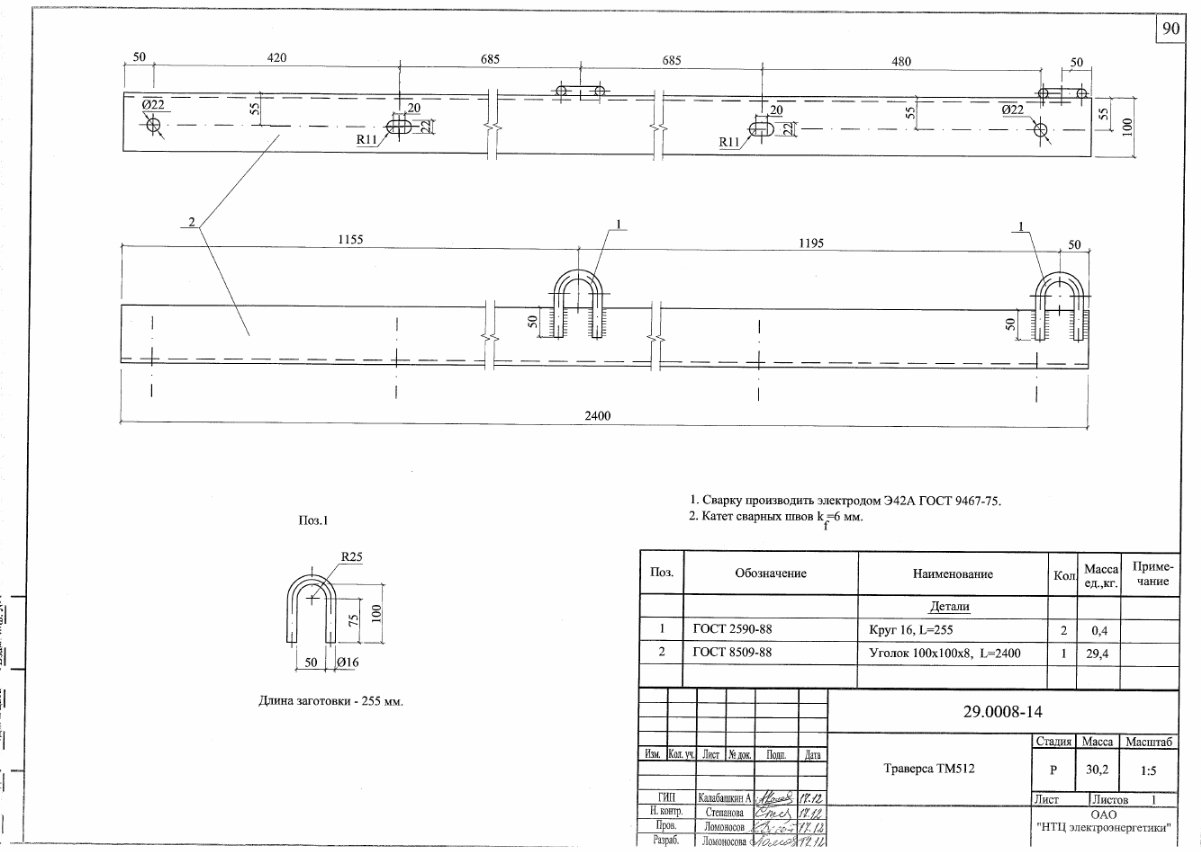 90
50 420 685 685 480 50
Ø22 55 20 R11 22 20 R11 22 55 Ø22 55 100
2
1155 1 1195 1 50
50 50
2400
1. Сварку производить электродом Э42А ГОСТ 9467-75.
2. Катет сварных швов k f =6 мм.
Поз.1
R25
75 100
50 Ø16
Длина заготовки - 255 мм.
Поз. Обозначение Наименование Кол. Масса ед.,кг. Приме-чание
Детали
1 ГОСТ 2590-88 Круг 16, L=255 2 0,4
2 ГОСТ 8509-88 Уголок 100х100х8, L=2400 1 29,4
29.0008-14
Изм. Кол. уч. Лист № док. Подп. Дата
Траверса ТМ512
Стадия Масса Масштаб
Р 30,2 1:5
Лист Листов 1
ГИП Калабашкин А 17.12
Н. контр. Степанова 17.12
Пров. Ломоносов 17.12
Разраб. Ломоносова 17.12
ОАО
"НТЦ электроэнергетики"